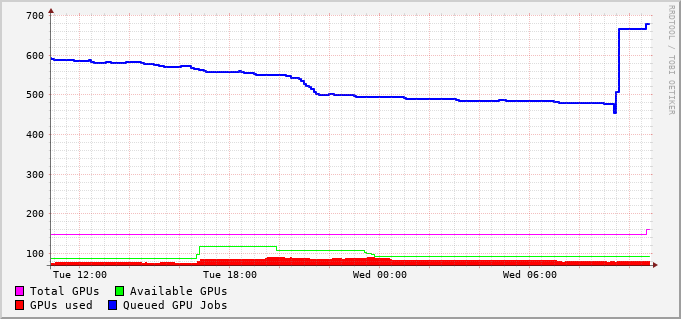 700
600
500
400
300
200
100
Tue 12:00 Tue 18:00 Wed 00:00 Wed 06:00
Total GPUs Available GPUs
GPUs used Queued GPU Jobs
RRDTOOL / TOBI OETIKER